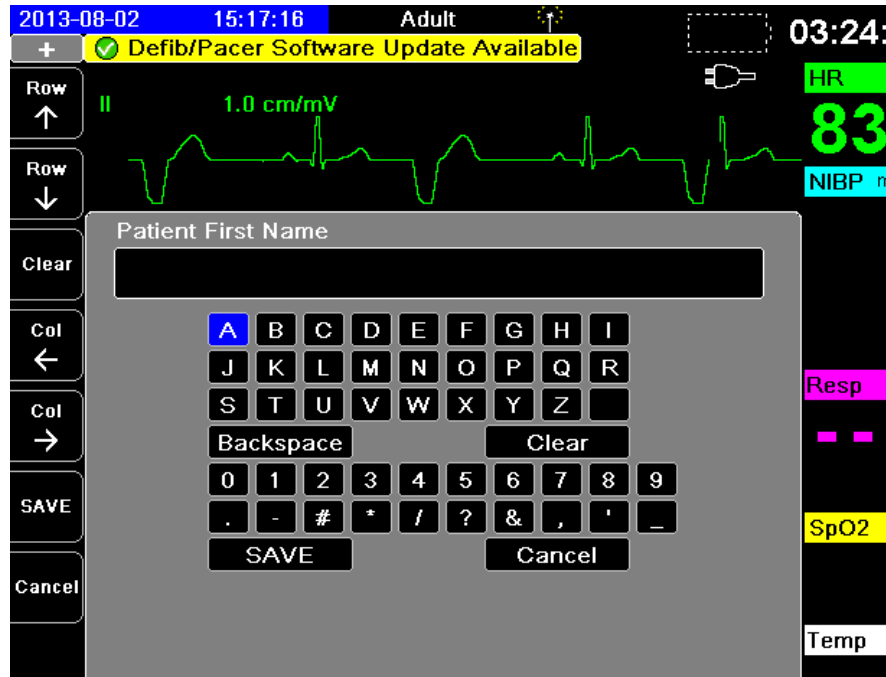 2013-08-02 15:17:16 Adult
03:24:
+ Defib/Pacer Software Update Available
Row
↑
II 1.0 cm/mV
HR
83
Row
↓
NIBP m
Patient First Name
Clear
A B C D E F G H I
Col
←
J K L M N O P Q R
Resp
S T U V W X Y Z
Col
→
Backspace Clear
-- --
0 1 2 3 4 5 6 7 8 9
SAVE
. - # * / ? & , ' _
SpO2
SAVE Cancel
Cancel
Temp